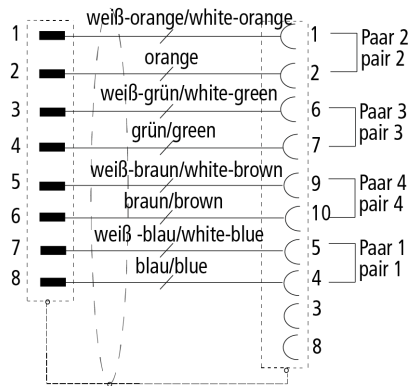 1 weiß-orange/white-orange 1
2 orange 2
Paar 2
pair 2
3 weiß-grün/white-green 6
4 grün/green 7
Paar 3
pair 3
5 weiß-braun/white-brown 9
6 braun/brown 10
Paar 4
pair 4
7 weiß -blau/white-blue 5
8 blau/blue 4
Paar 1
pair 1
3
8